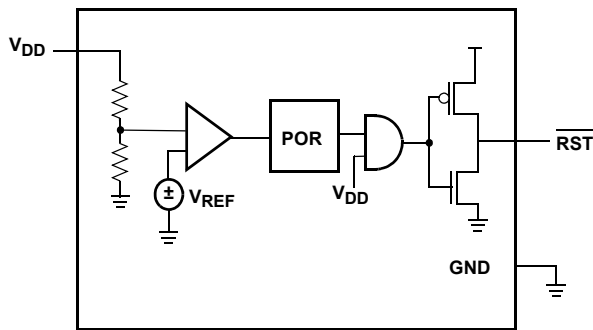 VDD
POR
RST
± VREF
VDD
GND